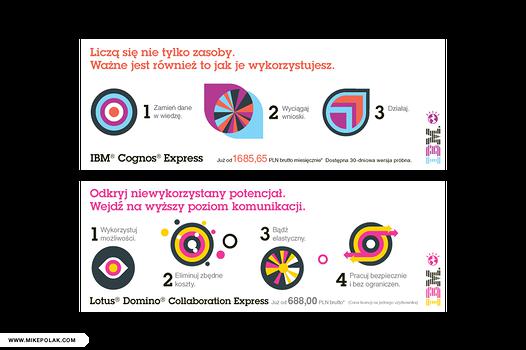 Liczą się nie tylko zasoby.
Ważne jest również to jak je wykorzystujesz.
1 Zamień dane
w wiedzę.
2 Wyciągaj
wnioski.
3 Działaj.
IBM® Cognos® Express
Już od 1685,65 PLN brutto miesięcznie* Dostępna 30-dniowa wersja próbna.
IBM.
Odkryj niewykorzystany potencjał.
Wejdź na wyższy poziom komunikacji.
1 Wykorzystuj
możliwości.
2 Eliminuj zbędne
koszty.
3 Bądź
elastyczny.
4 Pracuj bezpiecznie
i bez ograniczen.
Lotus® Domino® Collaboration Express
Już od 688,00 PLN brutto* (Cena licencji na jednego użytkownika)
IBM.
WWW.MIKEPOLAK.COM